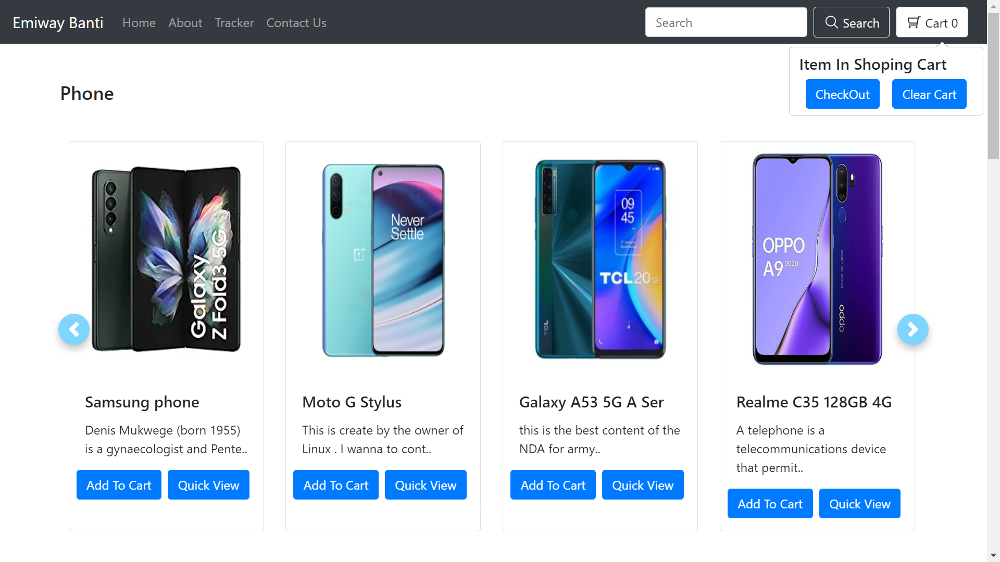 Emiway Banti Home About Tracker Contact Us Search Search Cart 0
Item In Shoping Cart
CheckOut Clear Cart
Phone
Galaxy
Z Fold3 5G
Never
Settle
09
45
TCL 20 SE
TCL
OPPO
A9 2020
oppo
Samsung phone
Denis Mukwege (born 1955)
is a gynaecologist and Pente..
Add To Cart Quick View
Moto G Stylus
This is create by the owner of
Linux . I wanna to cont..
Add To Cart Quick View
Galaxy A53 5G A Ser
this is the best content of the
NDA for army..
Add To Cart Quick View
Realme C35 128GB 4G
A telephone is a
telecommunications device
that permit..
Add To Cart Quick View